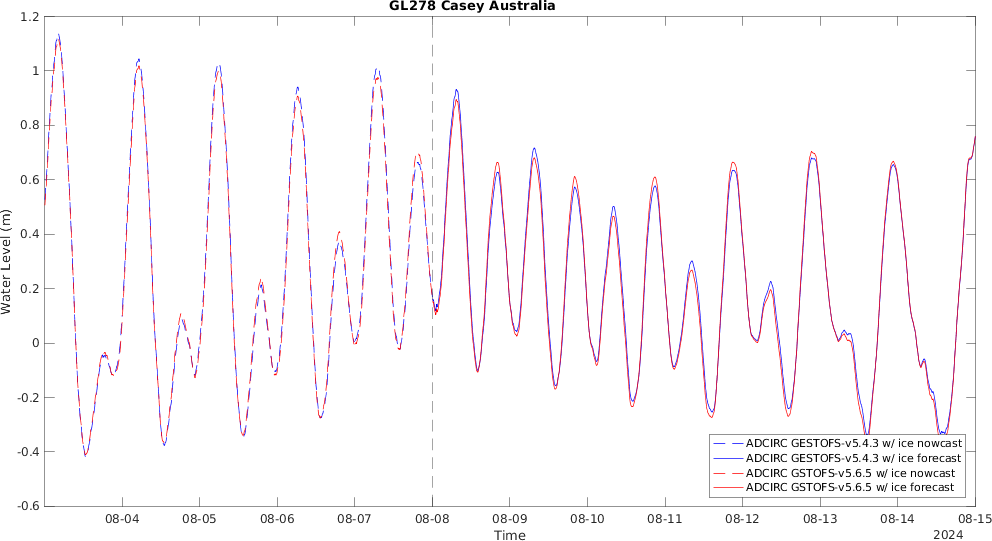 GL278 Casey Australia
1.2
1
0.8
0.6
0.4
0.2
0
-0.2
-0.4
-0.6
Water Level (m)
ADCIRC GESTOFS-v5.4.3 w/ ice nowcast
ADCIRC GESTOFS-v5.4.3 w/ ice forecast
ADCIRC GSTOFS-v5.6.5 w/ ice nowcast
ADCIRC GSTOFS-v5.6.5 w/ ice forecast
08-04 08-05 08-06 08-07 08-08 08-09 08-10 08-11 08-12 08-13 08-14 08-15
Time
2024